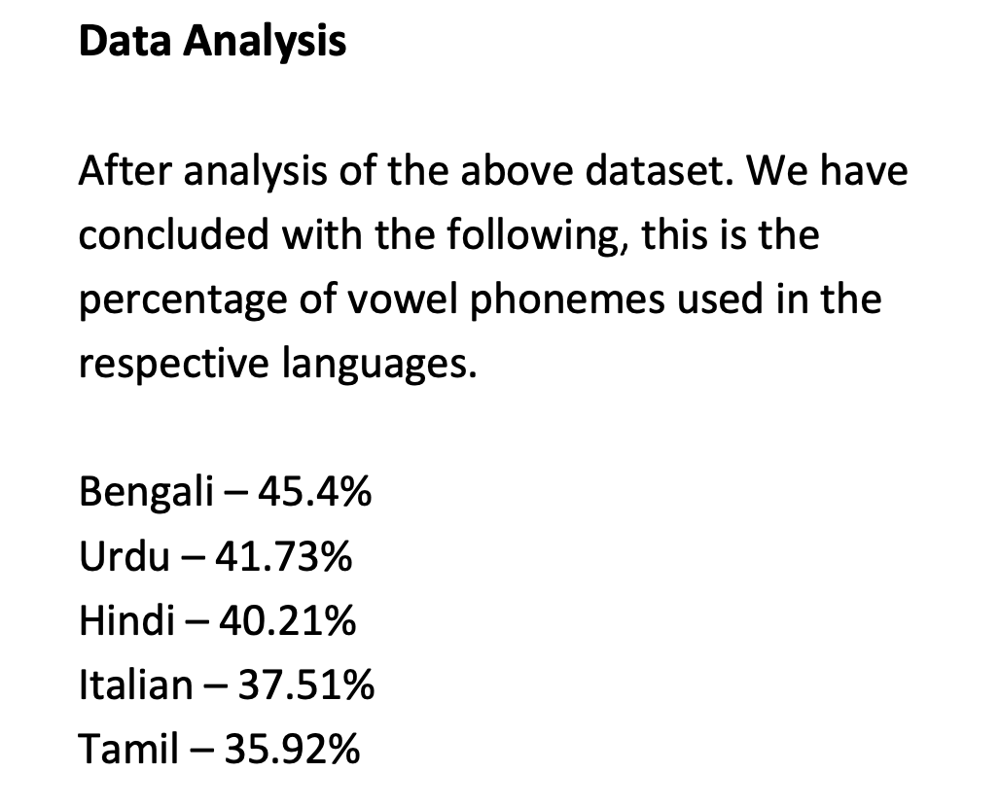 Data Analysis
After analysis of the above dataset. We have
concluded with the following, this is the
percentage of vowel phonemes used in the
respective languages.
Bengali – 45.4%
Urdu – 41.73%
Hindi – 40.21%
Italian – 37.51%
Tamil – 35.92%